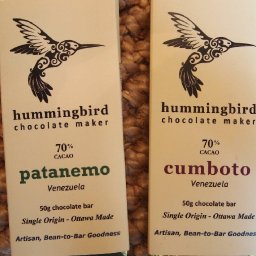 hummingbird
chocolate maker
70%
CACAO
patanemo
Venezuela
50g chocolate bar
Single Origin - Ottawa Made
Artisan, Bean-to-Bar Goodness
hummingbird
chocolate maker
70%
CACAO
cumboto
Venezuela
50g chocolate bar
Single Origin - Ottawa Made
Artisan, Bean-to-Bar Goodness